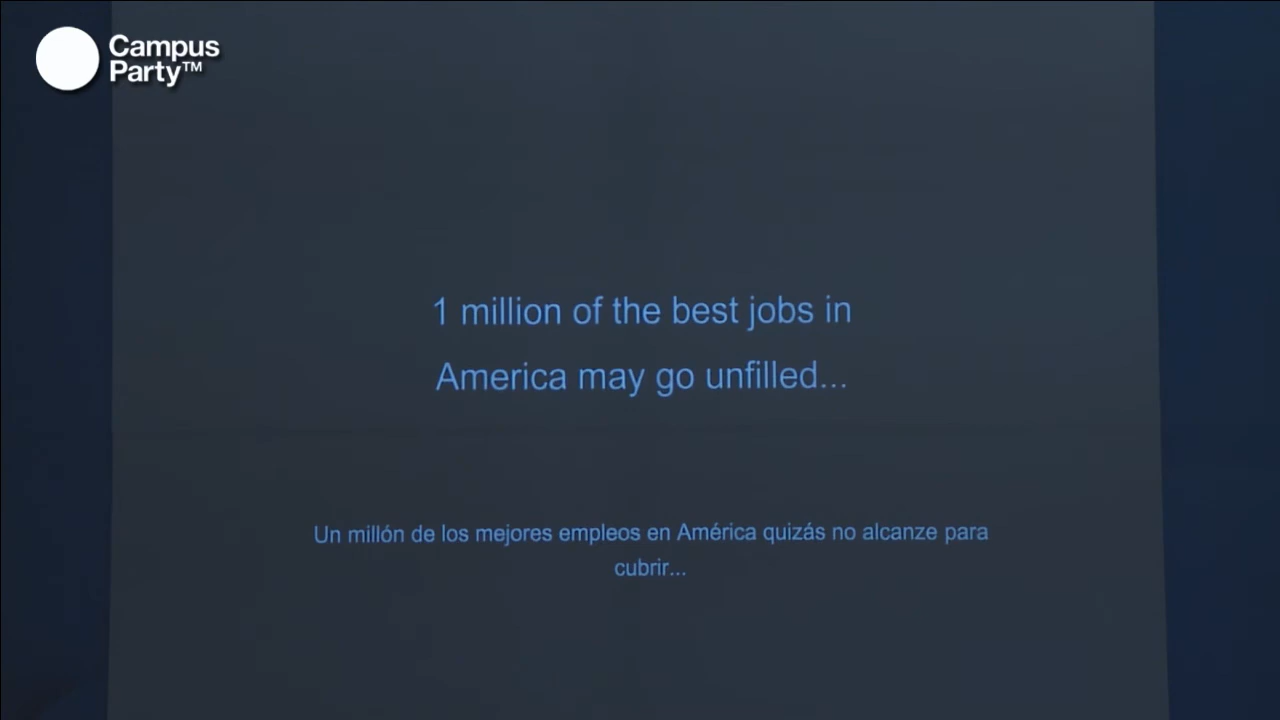 Campus
Party™
1 million of the best jobs in
America may go unfilled...
Un millón de los mejores empleos en América quizás no alcanze para
cubrir...